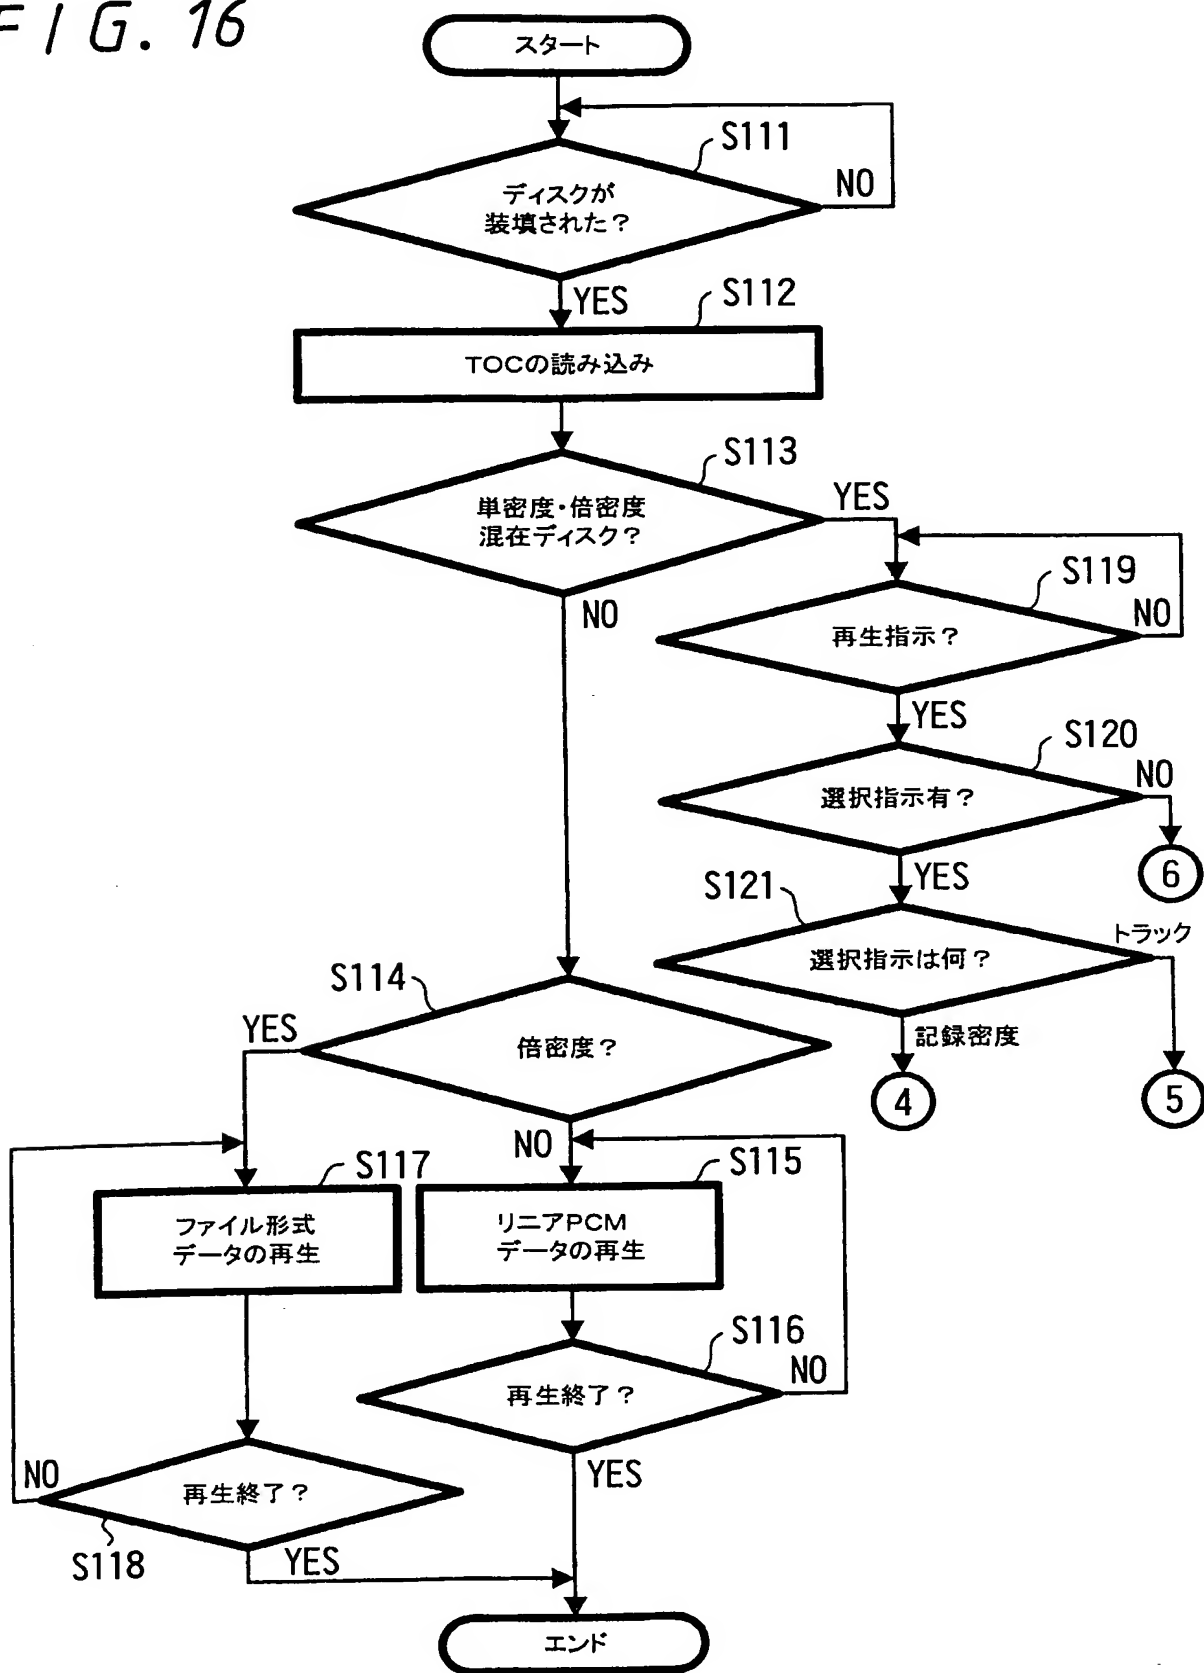 FIG. 16
スタート
S111
ディスクが
装填された?
NO
YES
S112
TOCの読み込み
S113
単密度・倍密度
混在ディスク?
YES
NO
S119
再生指示?
NO
YES
S120
選択指示有?
NO
6
YES
S121
選択指示は何?
トラック
記録密度
4
5
S114
倍密度?
YES
NO
S117
ファイル形式
データの再生
S115
リニアPCM
データの再生
S116
再生終了?
NO
YES
NO
再生終了?
S118
YES
エンド